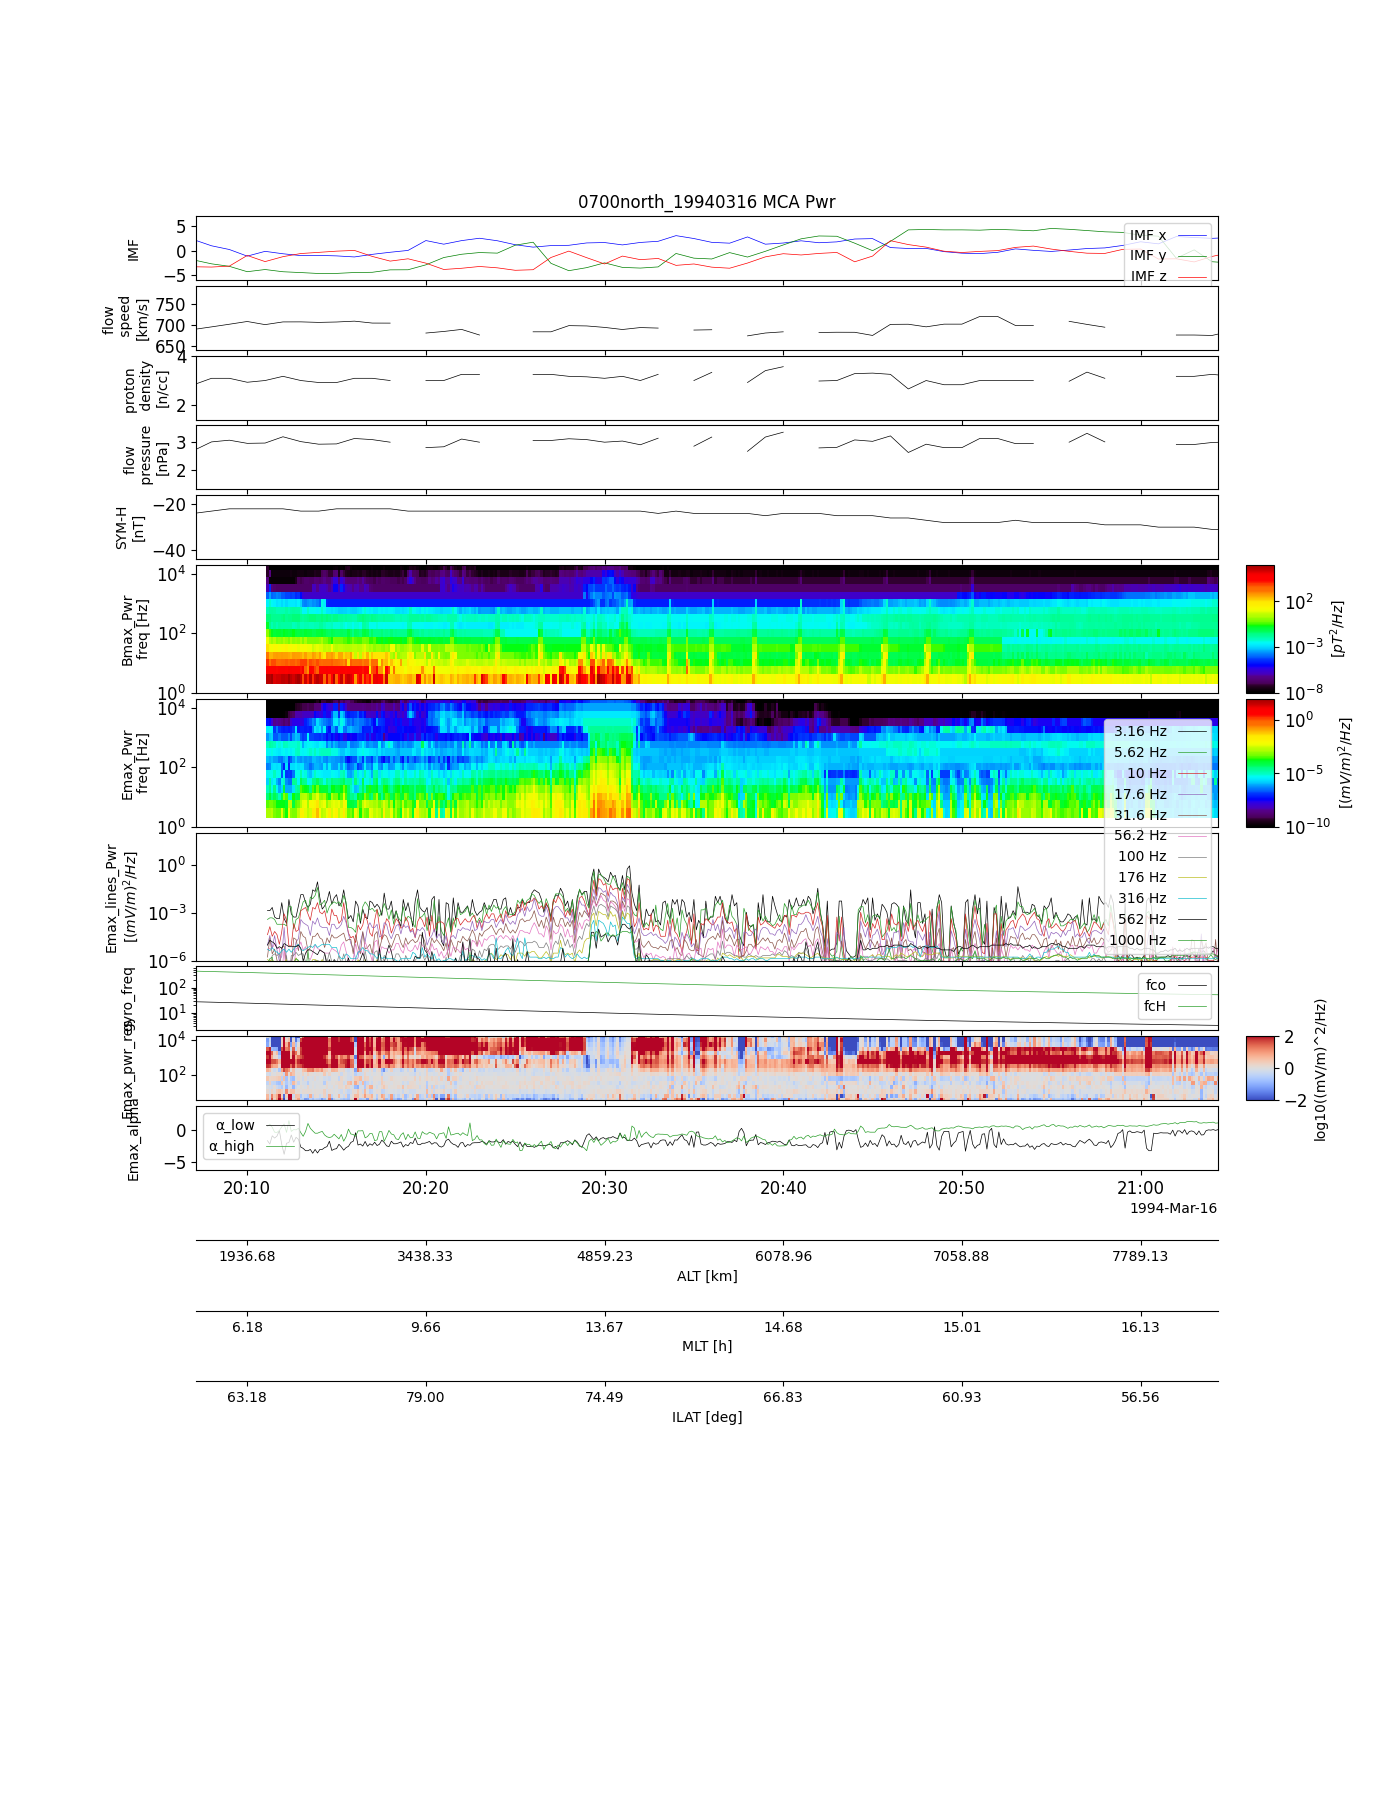 0700north_19940316 MCA Pwr
IMF
5
0
−5
IMF x
IMF y
IMF z
flow
speed
[km/s]
750
700
650
proton
density
[n/cc]
4
2
flow
pressure
[nPa]
3
2
SYM-H
[nT]
−20
−40
Bmax_Pwr
freq [Hz]
10⁴
10²
10⁰
10²
10⁻³
10⁻⁸
[pT²/Hz]
Emax_Pwr
freq [Hz]
10⁴
10²
10⁰
10⁰
10⁻⁵
10⁻¹⁰
[(mV/m)²/Hz]
3.16 Hz
5.62 Hz
10 Hz
17.6 Hz
31.6 Hz
56.2 Hz
100 Hz
176 Hz
316 Hz
562 Hz
1000 Hz
Emax_lines_Pwr
[(mV/m)²/Hz]
10⁰
10⁻³
10⁻⁶
gyro_freq
10²
10¹
fco
fcH
Emax_pwr_reg
10⁴
10²
2
0
−2
log10((mV/m)^2/Hz)
Emax_alpha
0
−5
α_low
α_high
20:10 20:20 20:30 20:40 20:50 21:00
1994-Mar-16
1936.68 3438.33 4859.23 6078.96 7058.88 7789.13
ALT [km]
6.18 9.66 13.67 14.68 15.01 16.13
MLT [h]
63.18 79.00 74.49 66.83 60.93 56.56
ILAT [deg]